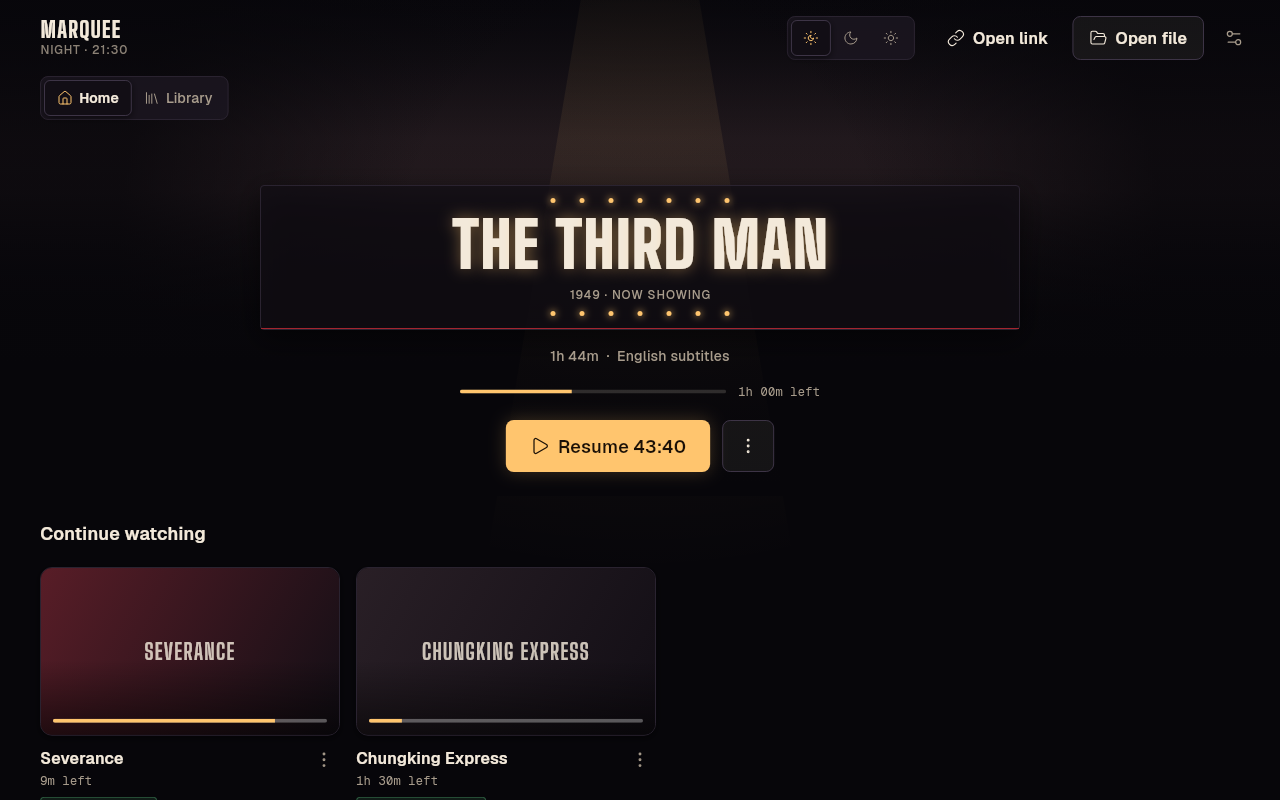 MARQUEE
NIGHT · 21:30
Open link
Open file
Home
Library
THE THIRD MAN
1949 · NOW SHOWING
1h 44m · English subtitles
1h 00m left
Resume 43:40
Continue watching
SEVERANCE
CHUNGKING EXPRESS
Severance
Chungking Express
9m left
1h 30m left